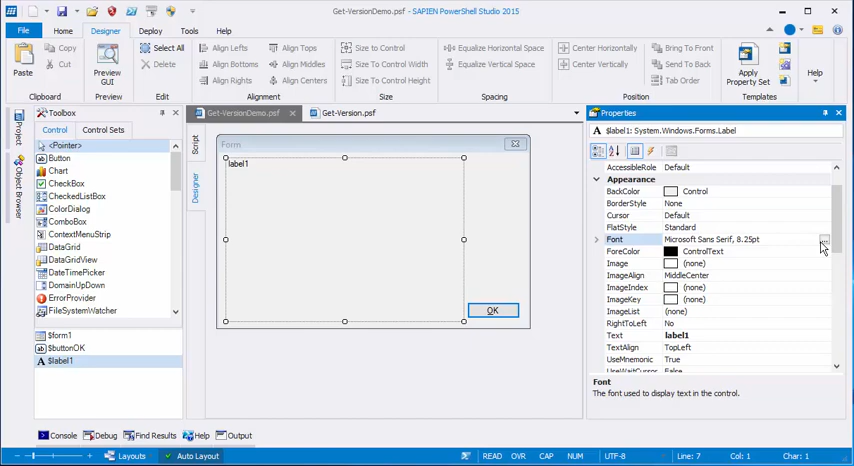 Get-VersionDemo.psf - SAPIEN PowerShell Studio 2015
File Home Designer Deploy Tools Help
Paste
Copy
Cut
Clipboard
Preview
GUI
Preview
Select All
Delete
Edit
Align Lefts
Align Bottoms
Align Rights
Align Tops
Align Middles
Align Centers
Alignment
Size to Control
Size To Control Width
Size To Control Height
Size
Equalize Horizontal Space
Equalize Vertical Space
Spacing
Center Horizontally
Center Vertically
Bring To Front
Send To Back
Tab Order
Position
Apply
Property Set
Templates
Help
Project
Object Browser
Toolbox
Control Control Sets
<Pointer>
Button
Chart
CheckBox
CheckedListBox
ColorDialog
ComboBox
ContextMenuStrip
DataGrid
DataGridView
DateTimePicker
DomainUpDown
ErrorProvider
FileSystemWatcher
$form1
$buttonOK
$label1
Get-VersionDemo.psf Get-Version.psf
Script
Designer
Form
label1
OK
Properties
$label1: System.Windows.Forms.Label
AccessibleRole Default
Appearance
BackColor Control
BorderStyle None
Cursor Default
FlatStyle Standard
Font Microsoft Sans Serif, 8.25pt ...
ForeColor ControlText
Image (none)
ImageAlign MiddleCenter
ImageIndex (none)
ImageKey (none)
ImageList (none)
RightToLeft No
Text label1
TextAlign TopLeft
UseMnemonic True
UseWaitCursor False
Font
The font used to display text in the control.
Console Debug Find Results Help Output
Layouts Auto Layout READ OVR CAP NUM UTF-8 Line: 7 Col: 1 Char: 1